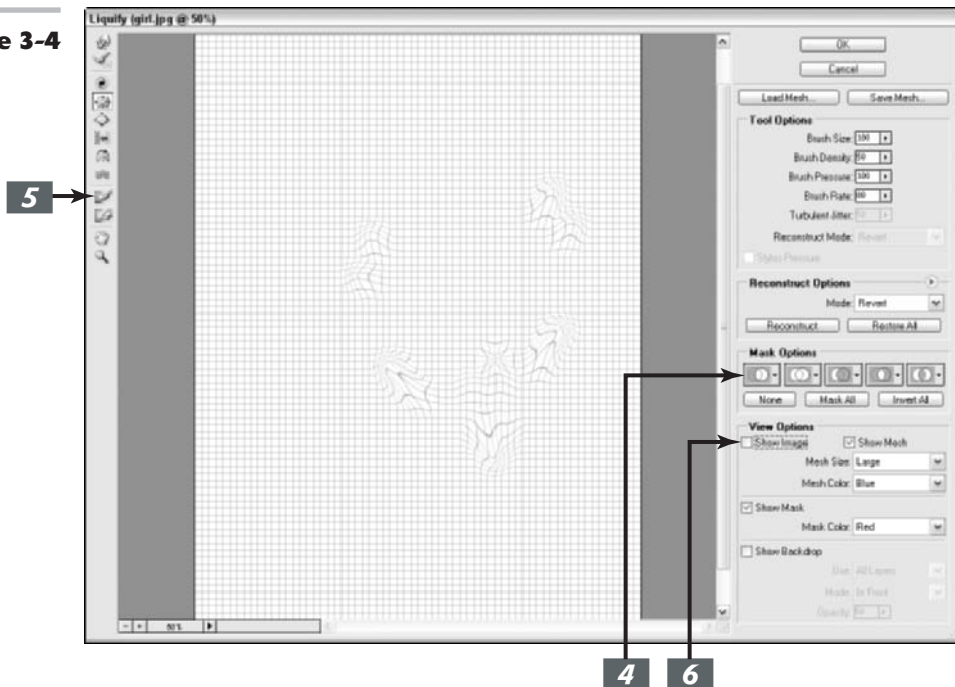 Liquify (girl.jpg @ 50%)
e 3-4
OK
Cancel
Load Mesh...
Save Mesh...
Tool Options
Brush Size: 100
Brush Density: 50
Brush Pressure: 100
Brush Rate: 80
Turbulent Jitter:
Reconstruct Mode: Revert
Stylus Pressure
5
Reconstruct Options
Mode: Revert
Reconstruct
Restore All
Mask Options
None
Mask All
Invert All
View Options
Show Image
Show Mesh
Mesh Size: Large
Mesh Color: Blue
Show Mask
Mask Color: Red
Show Backdrop
Use: All Layers
Mode: In Front
Opacity:
50%
4
6